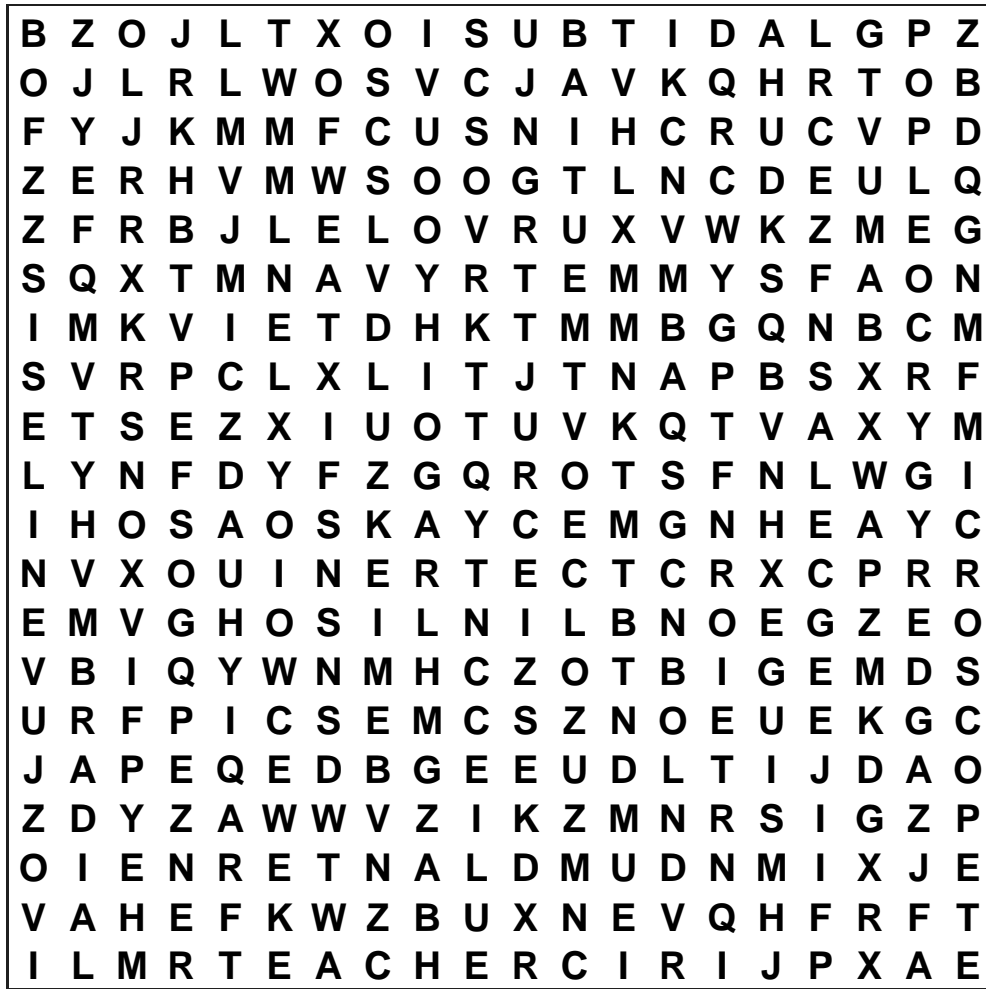 B Z O J L T X O I S U B T I D A L G P Z
O J L R L W O S V C J A V K Q H R T O B
F Y J K M M F C U S N I H C R U C V P D
Z E R H V M W S O O G T L N C D E U L Q
Z F R B J L E L O V R U X V W K Z M E G
S Q X T M N A V Y R T E M M Y S F A O N
I M K V I E T D H K T M M B G Q N B C M
S V R P C L X L I T J T N A P B S X R F
E T S E Z X I U O T U V K Q T V A X Y M
L Y N F D Y F Z G Q R O T S F N L W G I
I H O S A O S K A Y C E M G N H E A Y C
N V X O U I N E R T E C T C R X C P R R
E M V G H O S I L N I L B N O E G Z E O
V B I Q Y W N M H C Z O T B I G E M D S
U R F P I C S E M C S Z N O E U E K G C
J A P E Q E D B G E E U D L T I J D A O
Z D Y Z A W W V Z I K Z M N R S I G Z P
O I E N R E T N A L D M U D N M I X J E
V A H E F K W Z B U X N E V Q H F R F T
I L M R T E A C H E R C I R I J P X A E